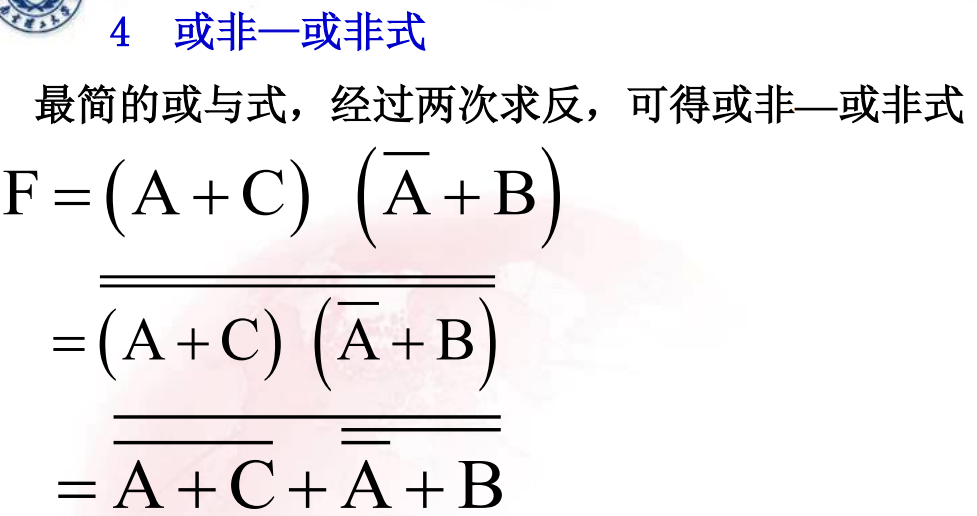 4 或非—或非式
最简的或与式，经过两次求反，可得或非—或非式
F = (A + C) (A̅ + B)
= \overline{\overline{(A + C) (\overline{A} + B)}}
= \overline{\overline{A + C} + \overline{\overline{A} + B}}